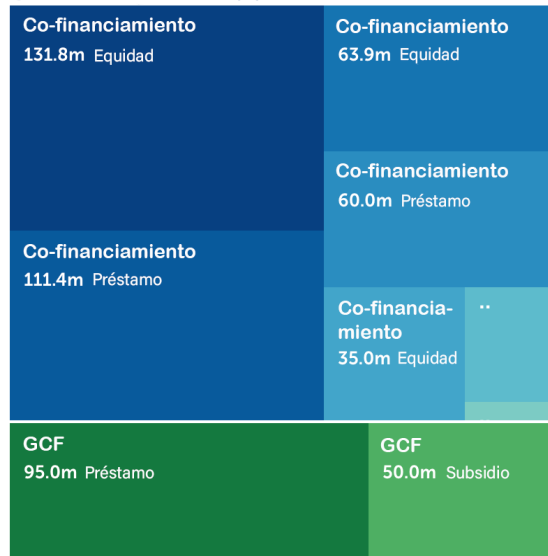 Co-financiamiento
131.8m Equidad
Co-financiamiento
63.9m Equidad
Co-financiamiento
60.0m Préstamo
Co-financiamiento
111.4m Préstamo
Co-financia-
miento
35.0m Equidad
..
GCF
95.0m Préstamo
GCF
50.0m Subsidio